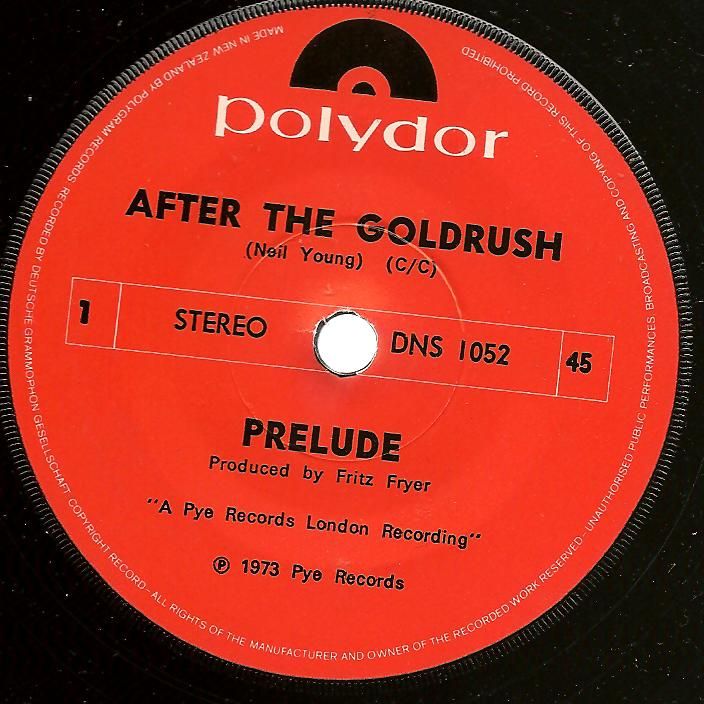 polydor
AFTER THE GOLDRUSH
(Neil Young) (C/C)
1 STEREO DNS 1052 45
PRELUDE
Produced by Fritz Fryer
"A Pye Records London Recording"
℗ 1973 Pye Records
MADE IN NEW ZEALAND BY POLYGRAM RECORDS RECORDED BY DEUTSCHE GRAMMOPHON GESELLSCHAFT COPYRIGHT RECORD—ALL RIGHTS OF THE MANUFACTURER AND OWNER OF THE RECORDED WORK RESERVED—UNAUTHORISED PUBLIC PERFORMANCES BROADCASTING AND COPYING OF THIS RECORD PROHIBITED